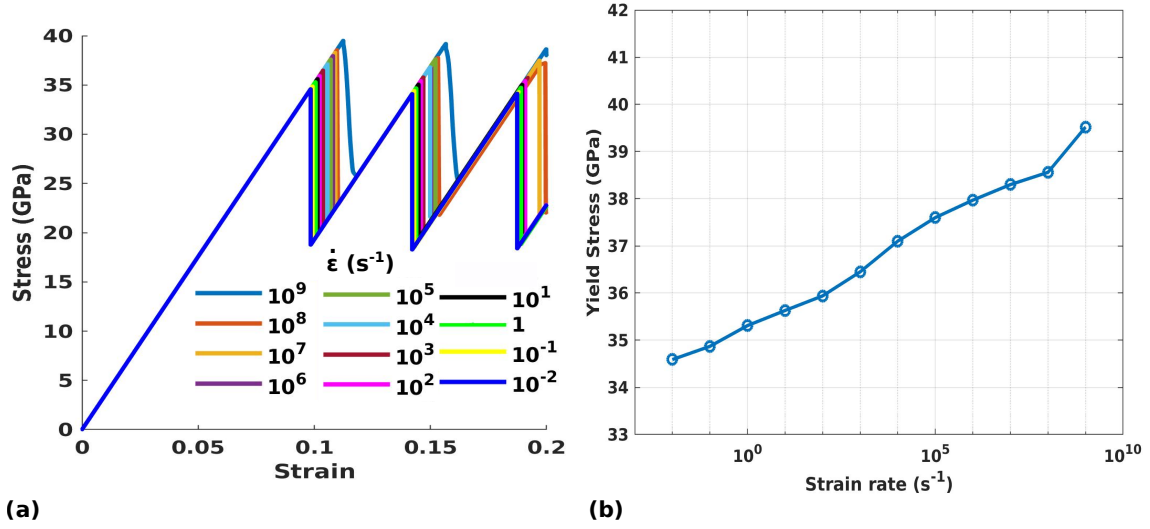 40
35
30
25
20
15
10
5
0
Stress (GPa)
0 0.05 0.1 0.15 0.2
Strain
ε̇ (s⁻¹)
10⁹ 10⁵ 10¹
10⁸ 10⁴ 1
10⁷ 10³ 10⁻¹
10⁶ 10² 10⁻²
(a)
42
41
40
39
38
37
36
35
34
33
Yield Stress (GPa)
10⁰ 10⁵ 10¹⁰
Strain rate (s⁻¹)
(b)